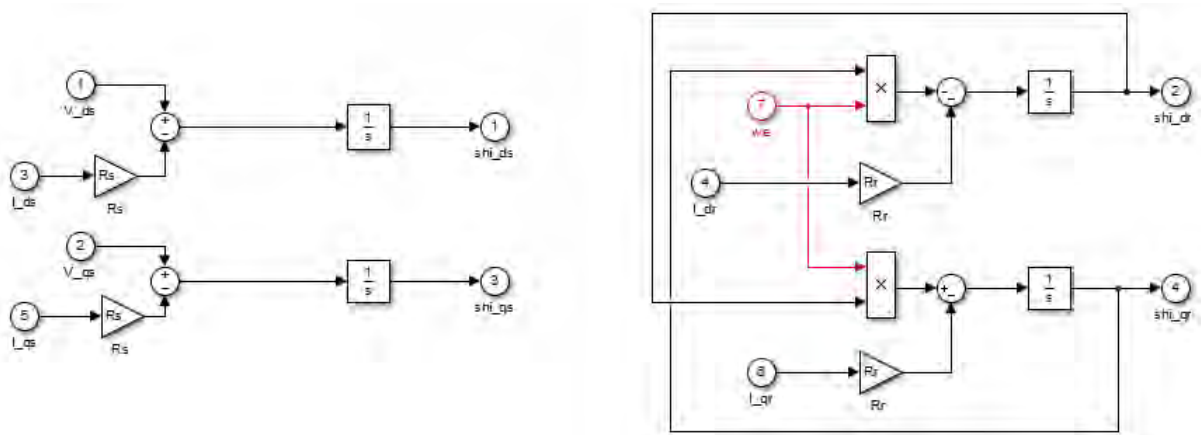 1
V_ds
+
−
1
s
1
shi_ds
3
I_ds
Rs
Rs
2
V_qs
+
−
1
s
3
shi_qs
5
I_qs
Rs
Rs
7
we
×
−
−
1
s
2
shi_dr
4
I_dr
Rr
Rr
×
+
−
1
s
4
shi_qr
6
I_qr
Rr
Rr